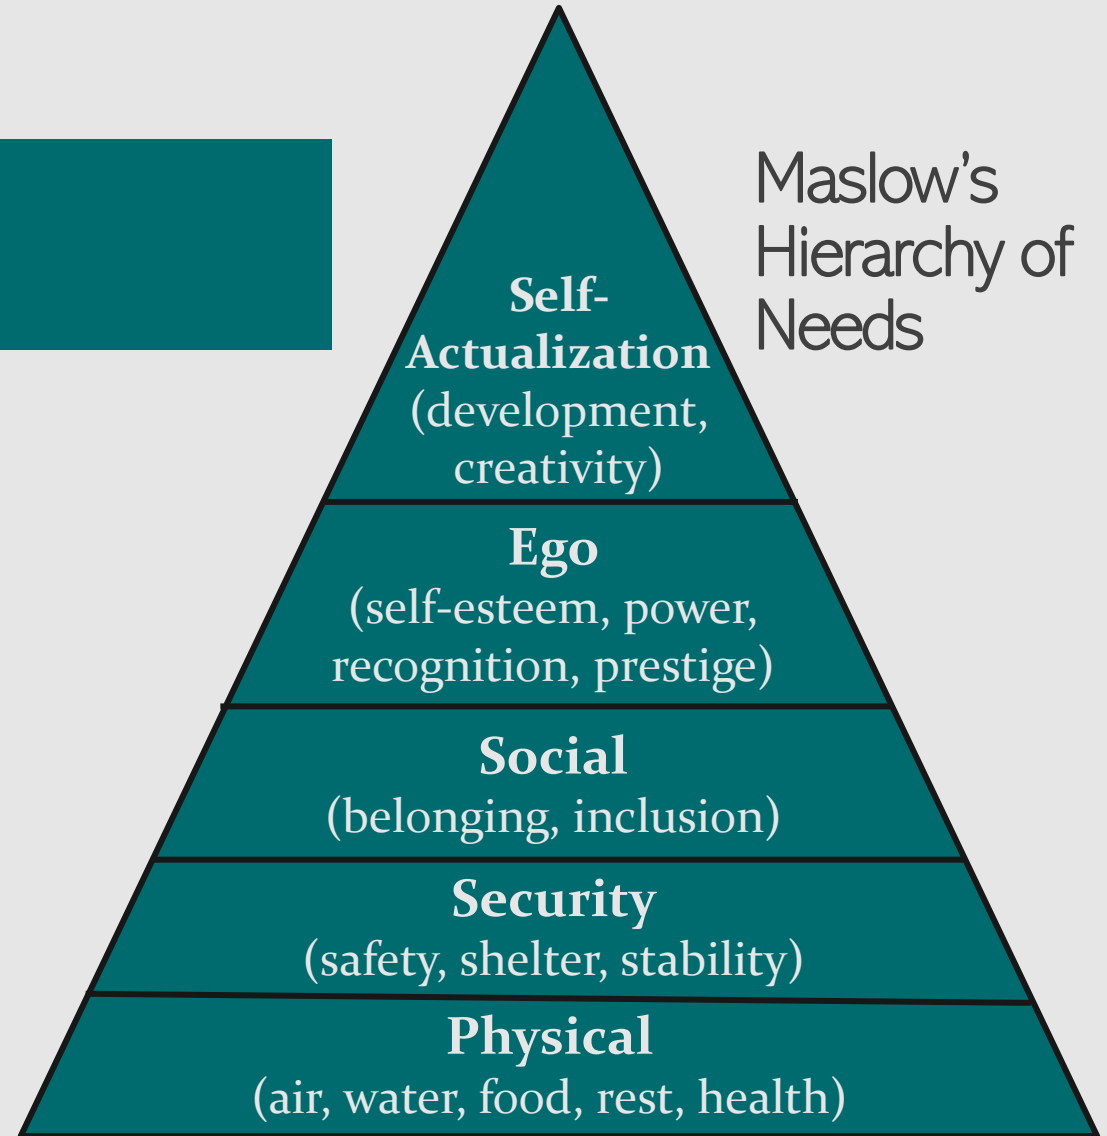 Maslow’s
Hierarchy of
Needs
Self-
Actualization
(development,
creativity)
Ego
(self-esteem, power,
recognition, prestige)
Social
(belonging, inclusion)
Security
(safety, shelter, stability)
Physical
(air, water, food, rest, health)